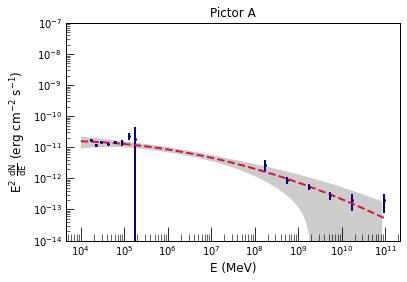 Pictor A
E² dN/dE (erg cm⁻² s⁻¹)
10⁻⁷
10⁻⁸
10⁻⁹
10⁻¹⁰
10⁻¹¹
10⁻¹²
10⁻¹³
10⁻¹⁴
10⁴ 10⁵ 10⁶ 10⁷ 10⁸ 10⁹ 10¹⁰ 10¹¹
E (MeV)